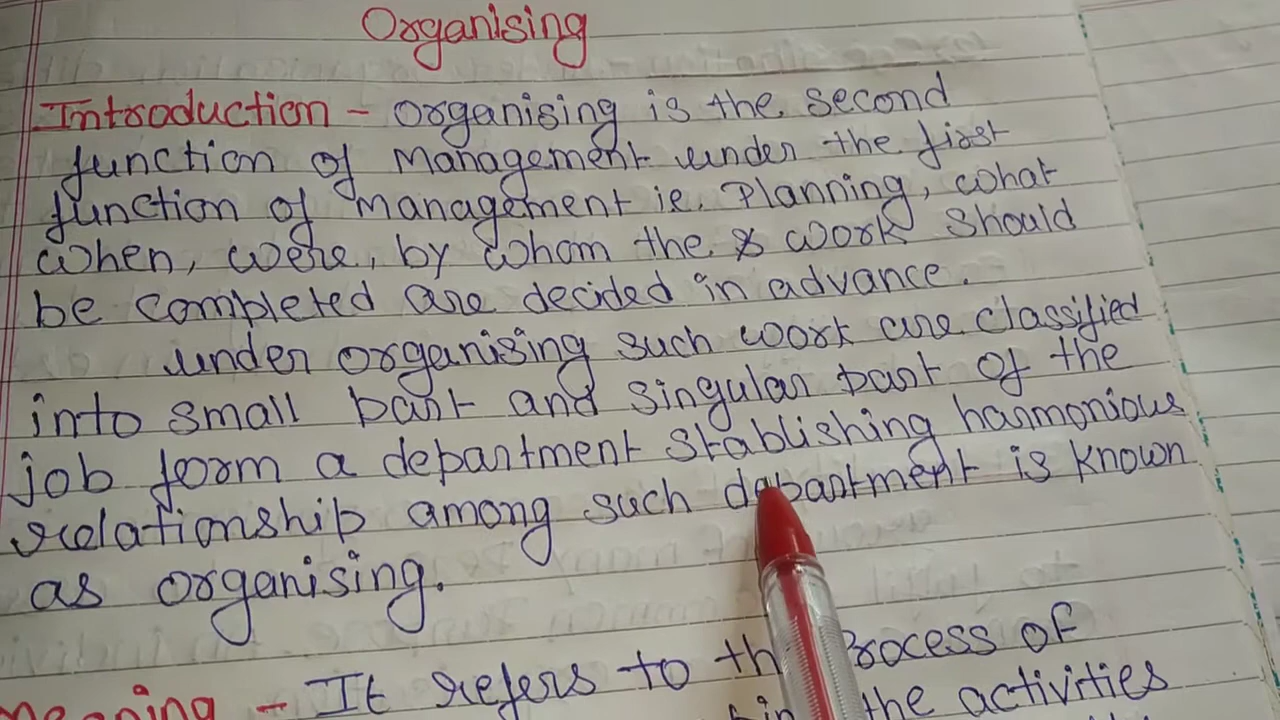 Organising
Introduction - Organising is the second
function of Management under the first
function of Management ie. Planning, what
when, were, by whom the work should
be completed are decided in advance.
under organising such work are classified
into small part and singular part of the
job form a department stablishing harmonious
relationship among such department is known
as organising.
Meaning - It refers to the Process of
the activities